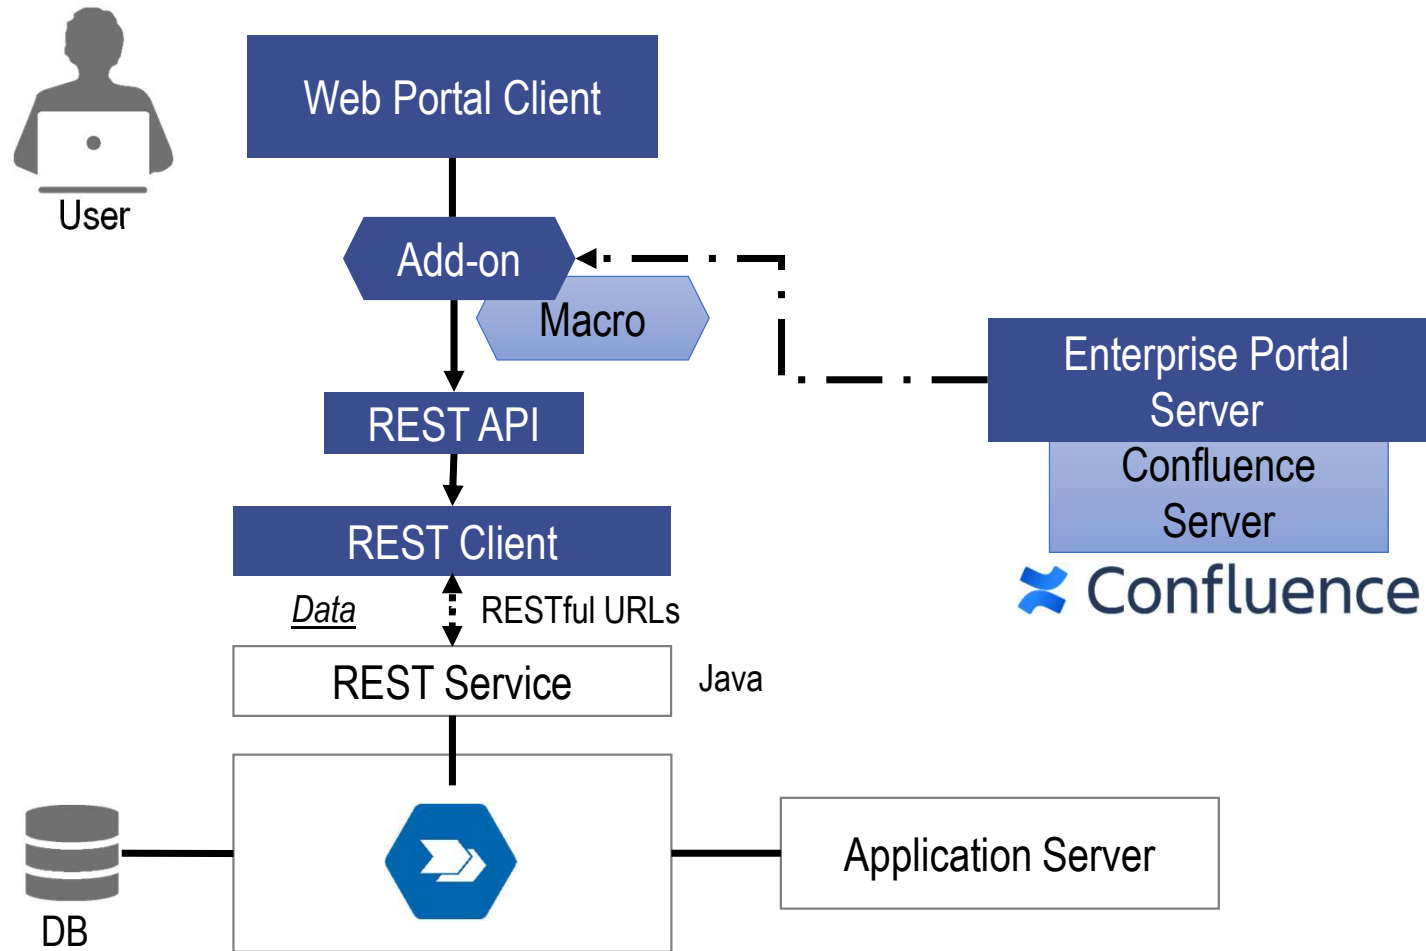 Web Portal Client
User
Add-on
Macro
Enterprise Portal
Server
REST API
Confluence
Server
REST Client
Confluence
Data
RESTful URLs
REST Service
Java
Application Server
DB